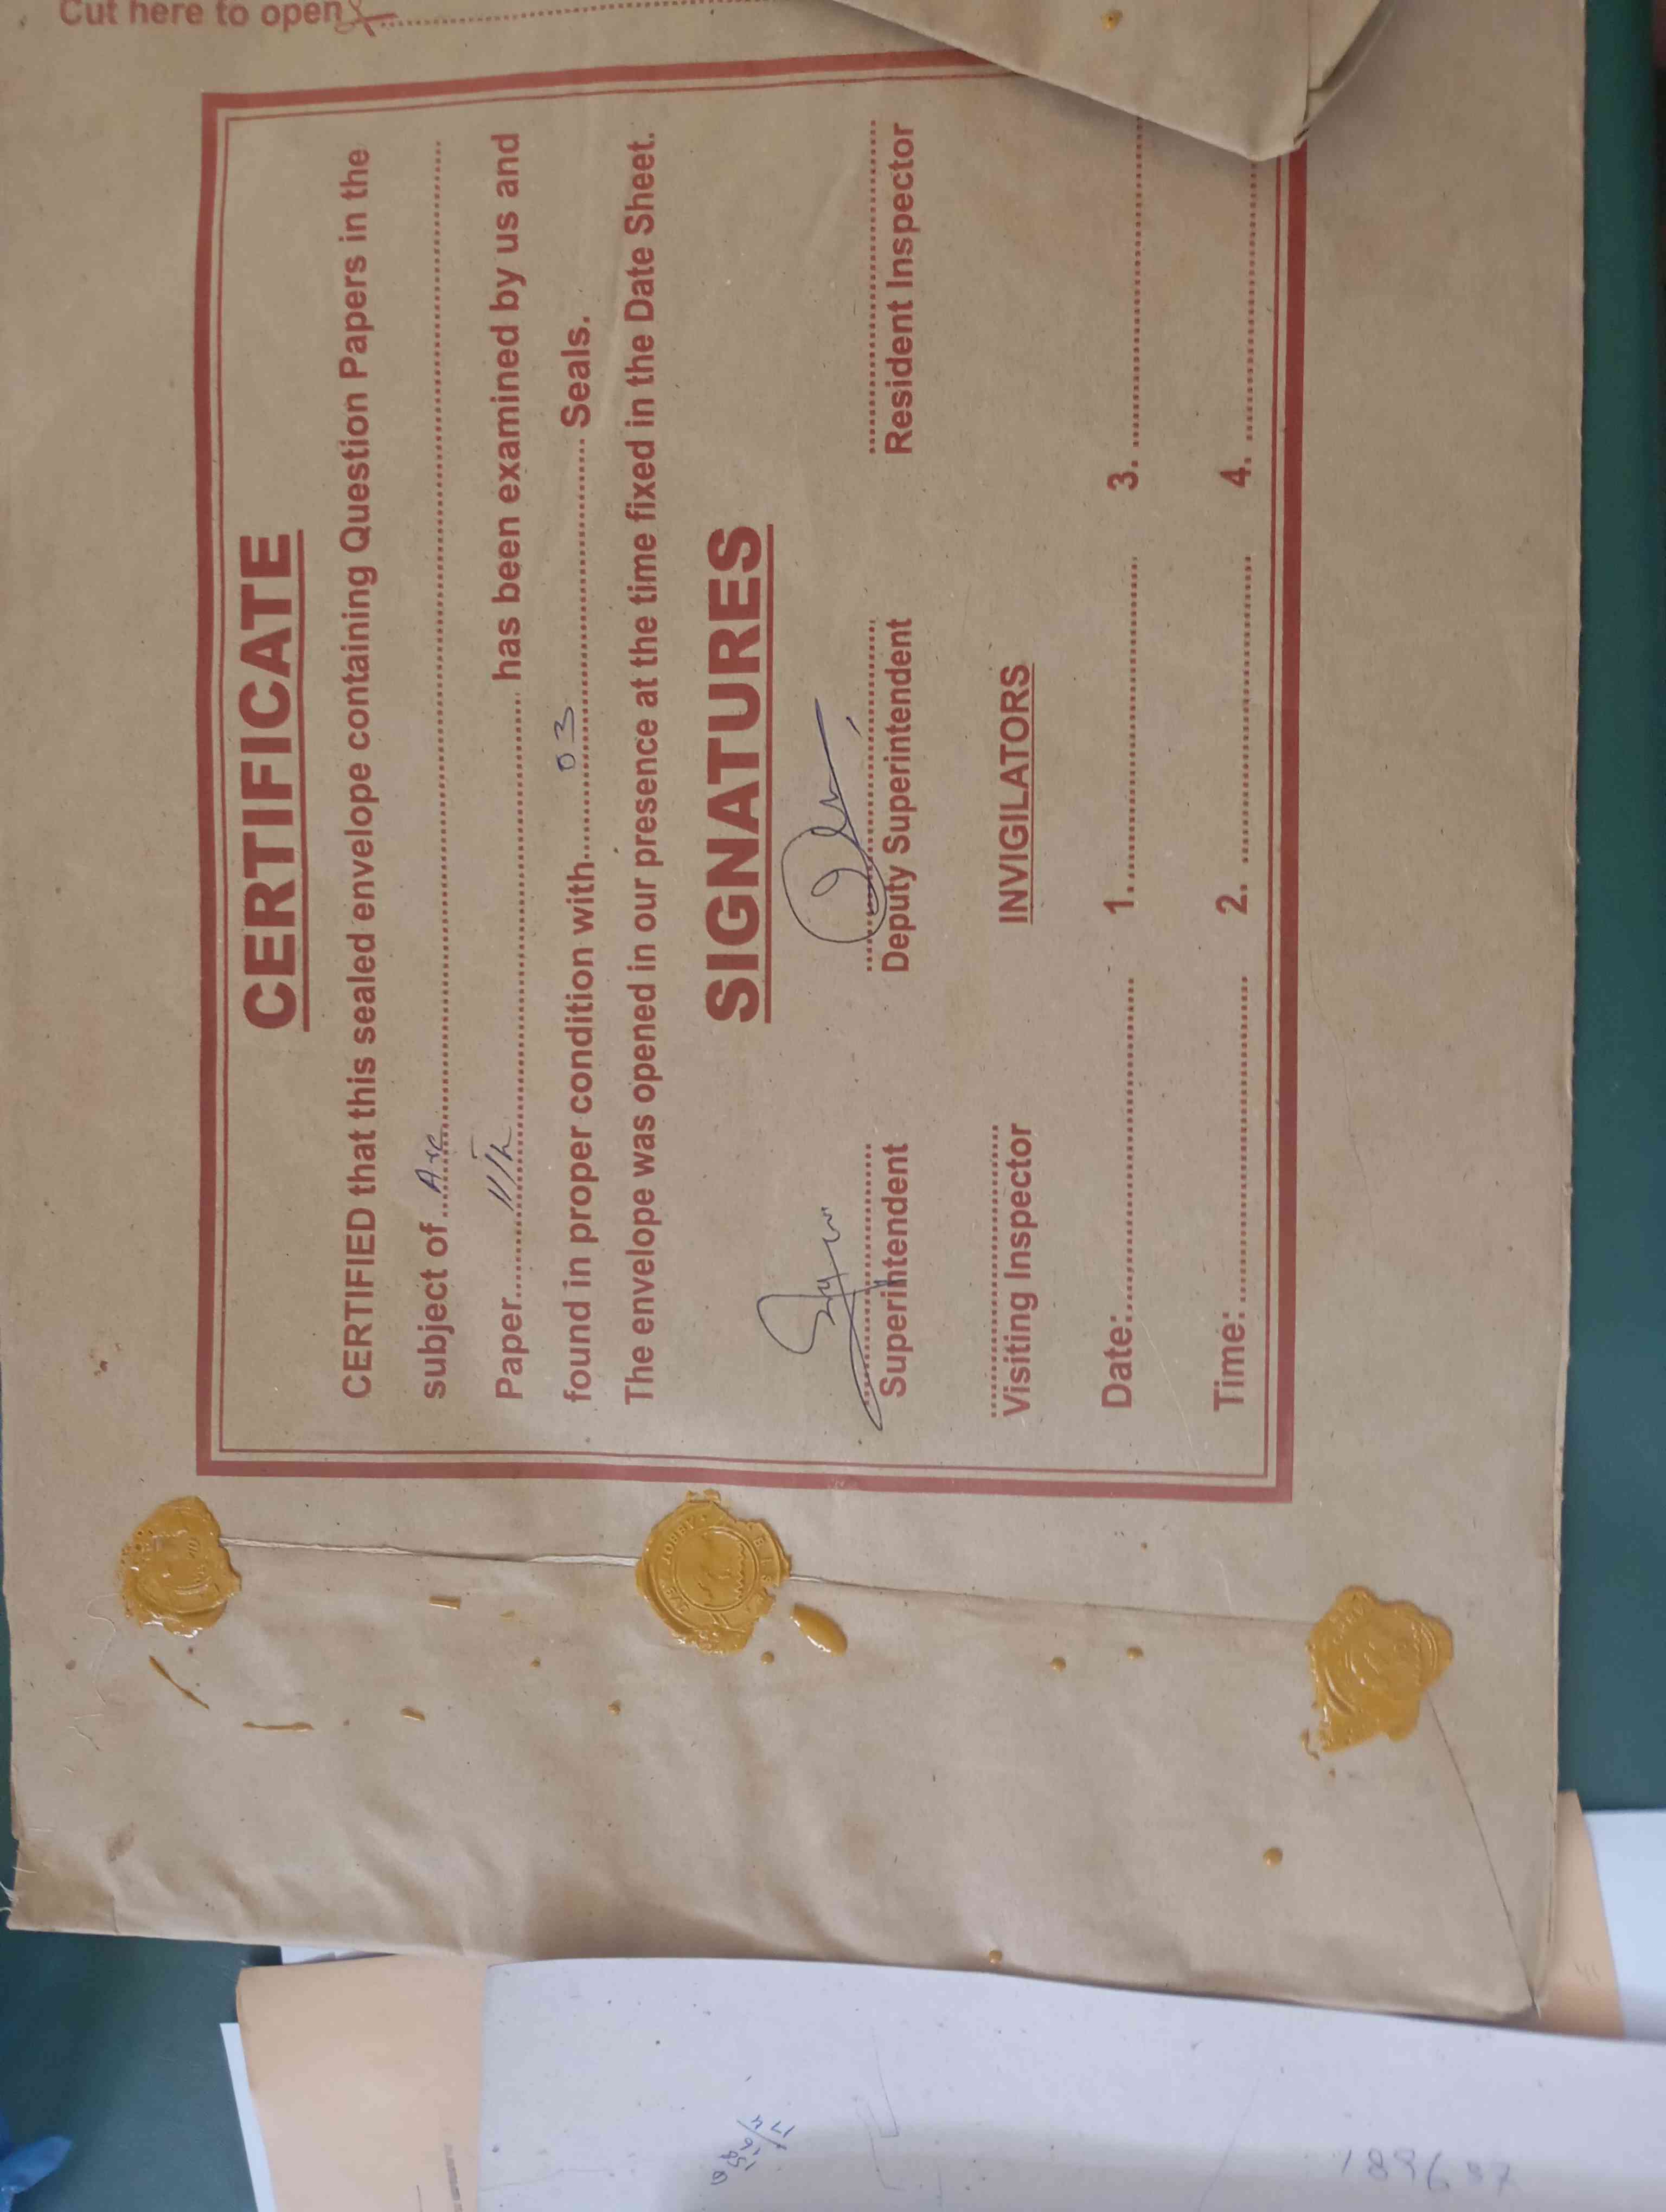 Cut here to open
CERTIFICATE
CERTIFIED that this sealed envelope containing Question Papers in the
subject of ........................
Paper........................ has been examined by us and
found in proper condition with............03............ Seals.
The envelope was opened in our presence at the time fixed in the Date Sheet.
SIGNATURES
Superintendent Deputy Superintendent Resident Inspector
Visiting Inspector INVIGILATORS
Date:........................ 1........................ 3.........................
Time:........................ 2. ........................ 4. ........................